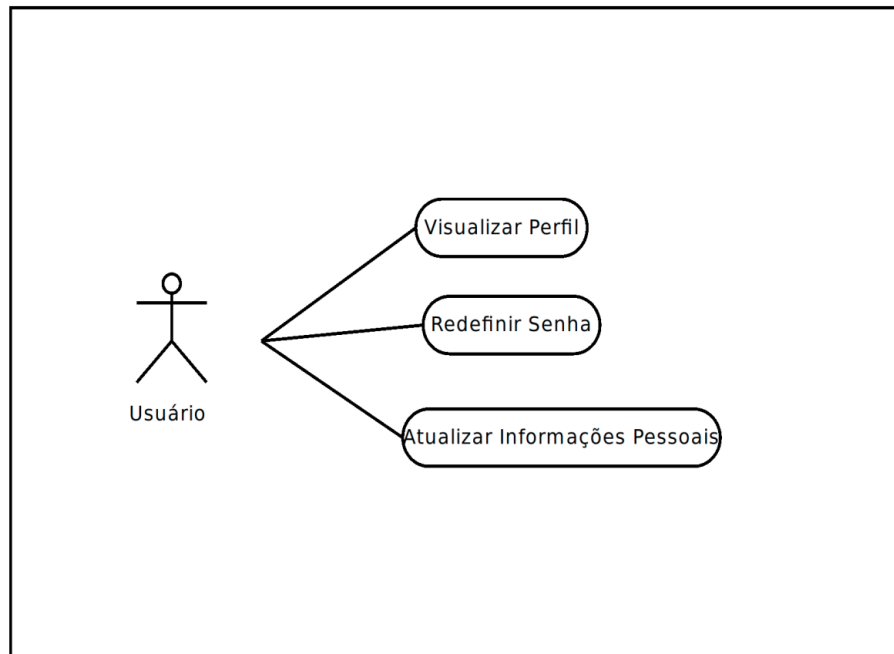 Visualizar Perfil
Redefinir Senha
Usuário
Atualizar Informações Pessoais